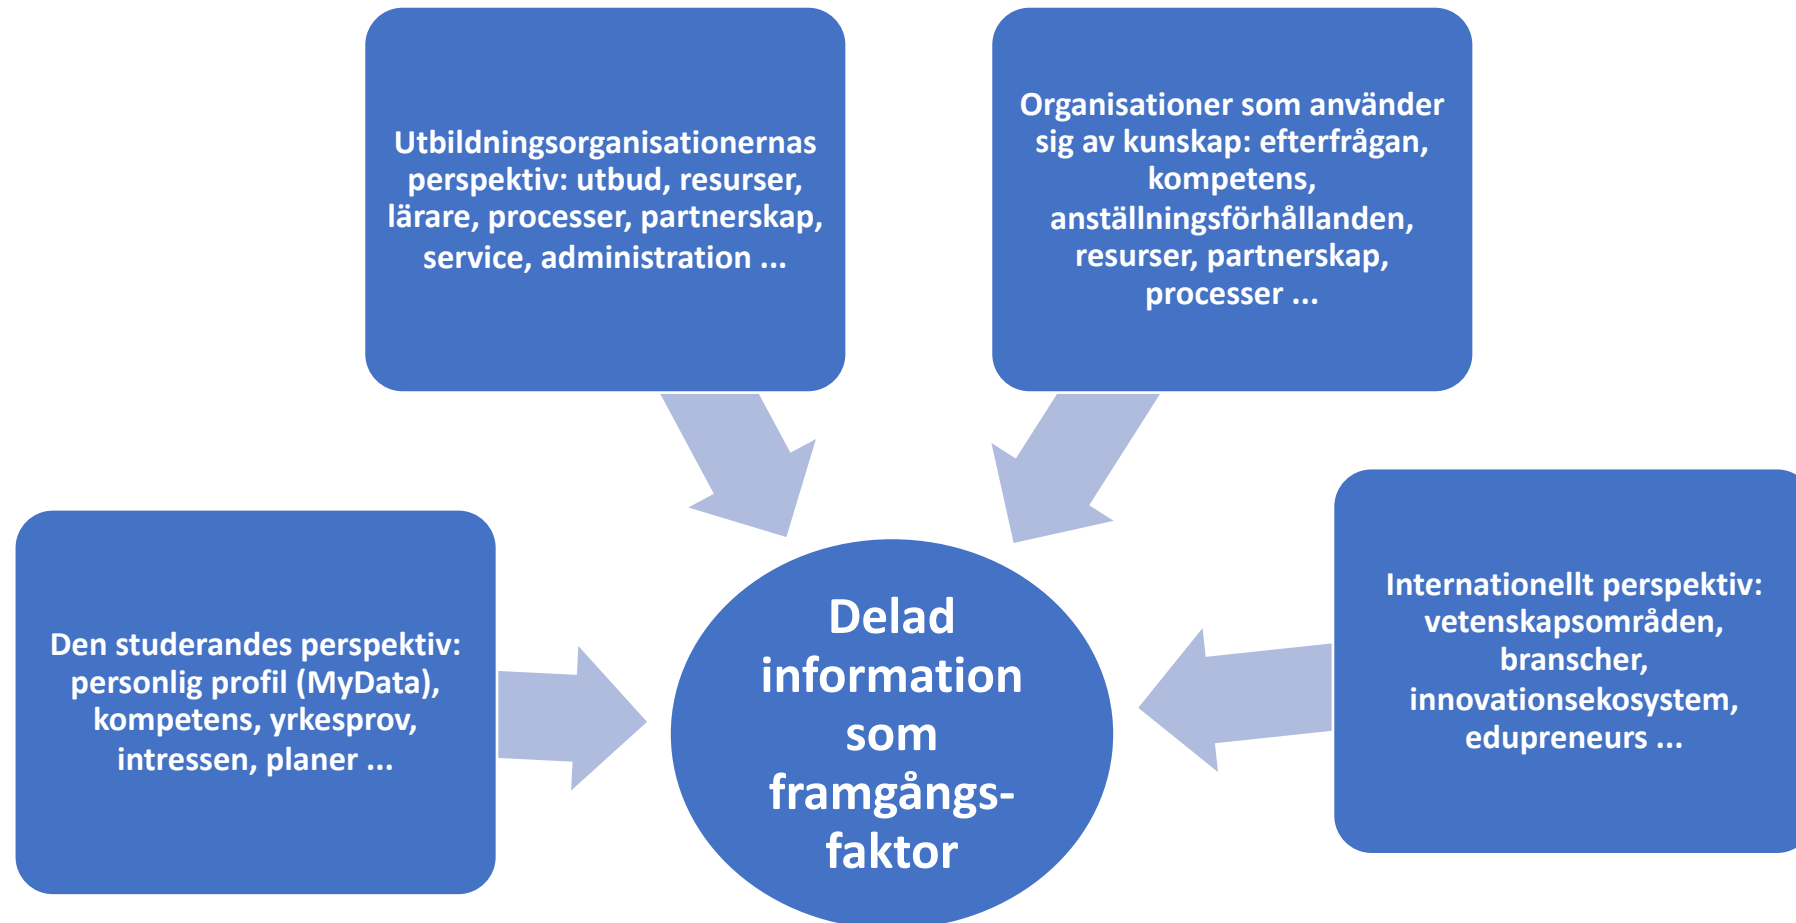 Utbildningsorganisationernas
perspektiv: utbud, resurser,
lärare, processer, partnerskap,
service, administration ...
Organisationer som använder
sig av kunskap: efterfrågan,
kompetens,
anställningsförhållanden,
resurser, partnerskap,
processer ...
Den studerandes perspektiv:
personlig profil (MyData),
kompetens, yrkesprov,
intressen, planer ...
Delad
information
som
framgångs-
faktor
Internationellt perspektiv:
vetenskapsområden,
branscher,
innovationsekosystem,
edupreneurs ...